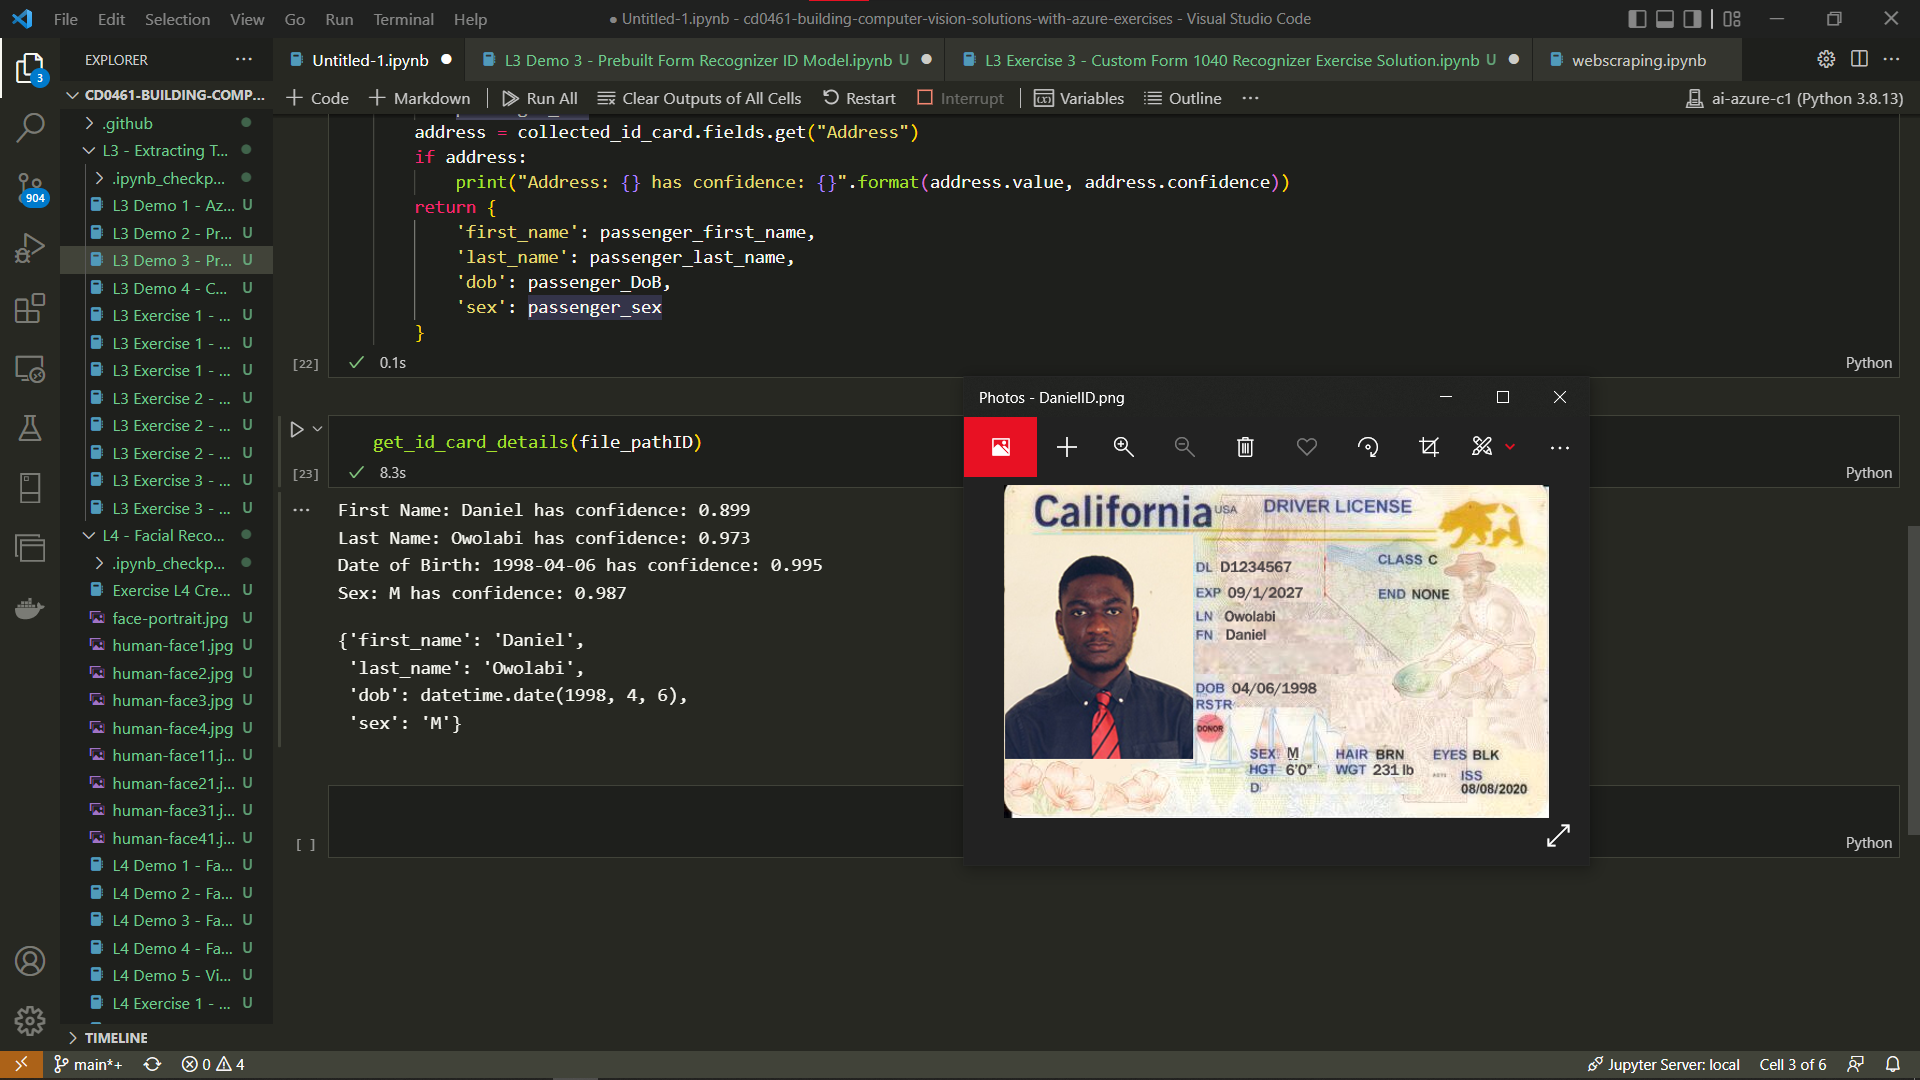 File Edit Selection View Go Run Terminal Help
● Untitled-1.ipynb - cd0461-building-computer-vision-solutions-with-azure-exercises - Visual Studio Code
EXPLORER
Untitled-1.ipynb
L3 Demo 3 - Prebuilt Form Recognizer ID Model.ipynb U
L3 Exercise 3 - Custom Form 1040 Recognizer Exercise Solution.ipynb U
webscraping.ipynb
Code Markdown Run All Clear Outputs of All Cells Restart Interrupt Variables Outline
ai-azure-c1 (Python 3.8.13)
3
904
CD0461-BUILDING-COMP...
.github
L3 - Extracting T...
.ipynb_checkp...
L3 Demo 1 - Az... U
L3 Demo 2 - Pr... U
L3 Demo 3 - Pr... U
L3 Demo 4 - C... U
L3 Exercise 1 - ... U
L3 Exercise 1 - ... U
L3 Exercise 1 - ... U
L3 Exercise 2 - ... U
L3 Exercise 2 - ... U
L3 Exercise 2 - ... U
L3 Exercise 3 - ... U
L3 Exercise 3 - ... U
L4 - Facial Reco...
.ipynb_checkp...
Exercise L4 Cre... U
face-portrait.jpg U
human-face1.jpg U
human-face2.jpg U
human-face3.jpg U
human-face4.jpg U
human-face11.j... U
human-face21.j... U
human-face31.j... U
human-face41.j... U
L4 Demo 1 - Fa... U
L4 Demo 2 - Fa... U
L4 Demo 3 - Fa... U
L4 Demo 4 - Fa... U
L4 Demo 5 - Vi... U
L4 Exercise 1 - ... U
TIMELINE
address = collected_id_card.fields.get("Address")
if address:
print("Address: {} has confidence: {}".format(address.value, address.confidence))
return {
'first_name': passenger_first_name,
'last_name': passenger_last_name,
'dob': passenger_DoB,
'sex': passenger_sex
}
[22] 0.1s Python
get_id_card_details(file_pathID)
[23] 8.3s Python
First Name: Daniel has confidence: 0.899
Last Name: Owolabi has confidence: 0.973
Date of Birth: 1998-04-06 has confidence: 0.995
Sex: M has confidence: 0.987
{'first_name': 'Daniel',
'last_name': 'Owolabi',
'dob': datetime.date(1998, 4, 6),
'sex': 'M'}
[ ] Python
Photos - DanielID.png
California USA DRIVER LICENSE
CLASS C
DL D1234567
EXP 09/1/2027
END NONE
LN Owolabi
FN Daniel
DOB 04/06/1998
RSTR
DONOR
SEX M HAIR BRN EYES BLK
HGT 6'0" WGT 231 lb
ISS
D
08/08/2020
main*+ 0 4
Jupyter Server: local Cell 3 of 6